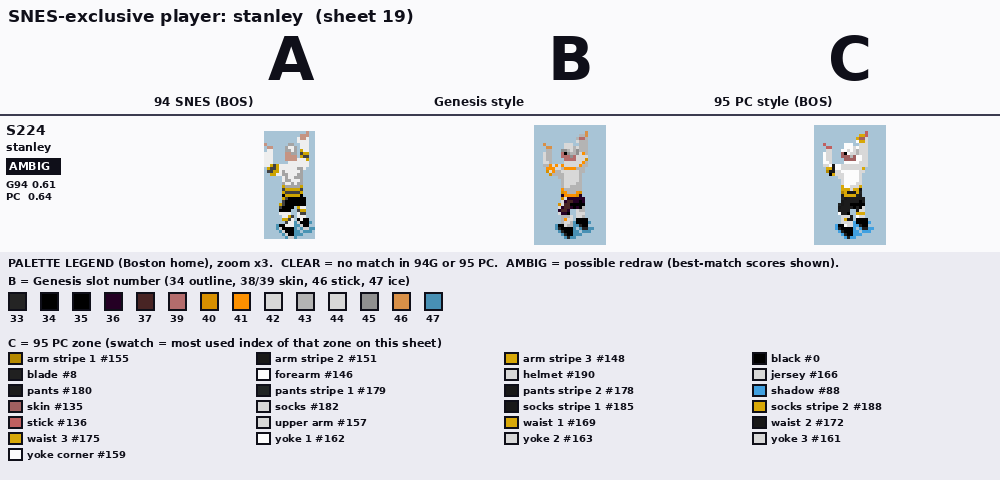 SNES-exclusive player: stanley (sheet 19)
A B C
94 SNES (BOS) Genesis style 95 PC style (BOS)
S224
stanley
AMBIG
G94 0.61
PC 0.64
PALETTE LEGEND (Boston home), zoom x3. CLEAR = no match in 94G or 95 PC. AMBIG = possible redraw (best-match scores shown).
B = Genesis slot number (34 outline, 38/39 skin, 46 stick, 47 ice)
33 34 35 36 37 39 40 41 42 43 44 45 46 47
C = 95 PC zone (swatch = most used index of that zone on this sheet)
arm stripe 1 #155 arm stripe 2 #151 arm stripe 3 #148 black #0
blade #8 forearm #146 helmet #190 jersey #166
pants #180 pants stripe 1 #179 pants stripe 2 #178 shadow #88
skin #135 socks #182 socks stripe 1 #185 socks stripe 2 #188
stick #136 upper arm #157 waist 1 #169 waist 2 #172
waist 3 #175 yoke 1 #162 yoke 2 #163 yoke 3 #161
yoke corner #159